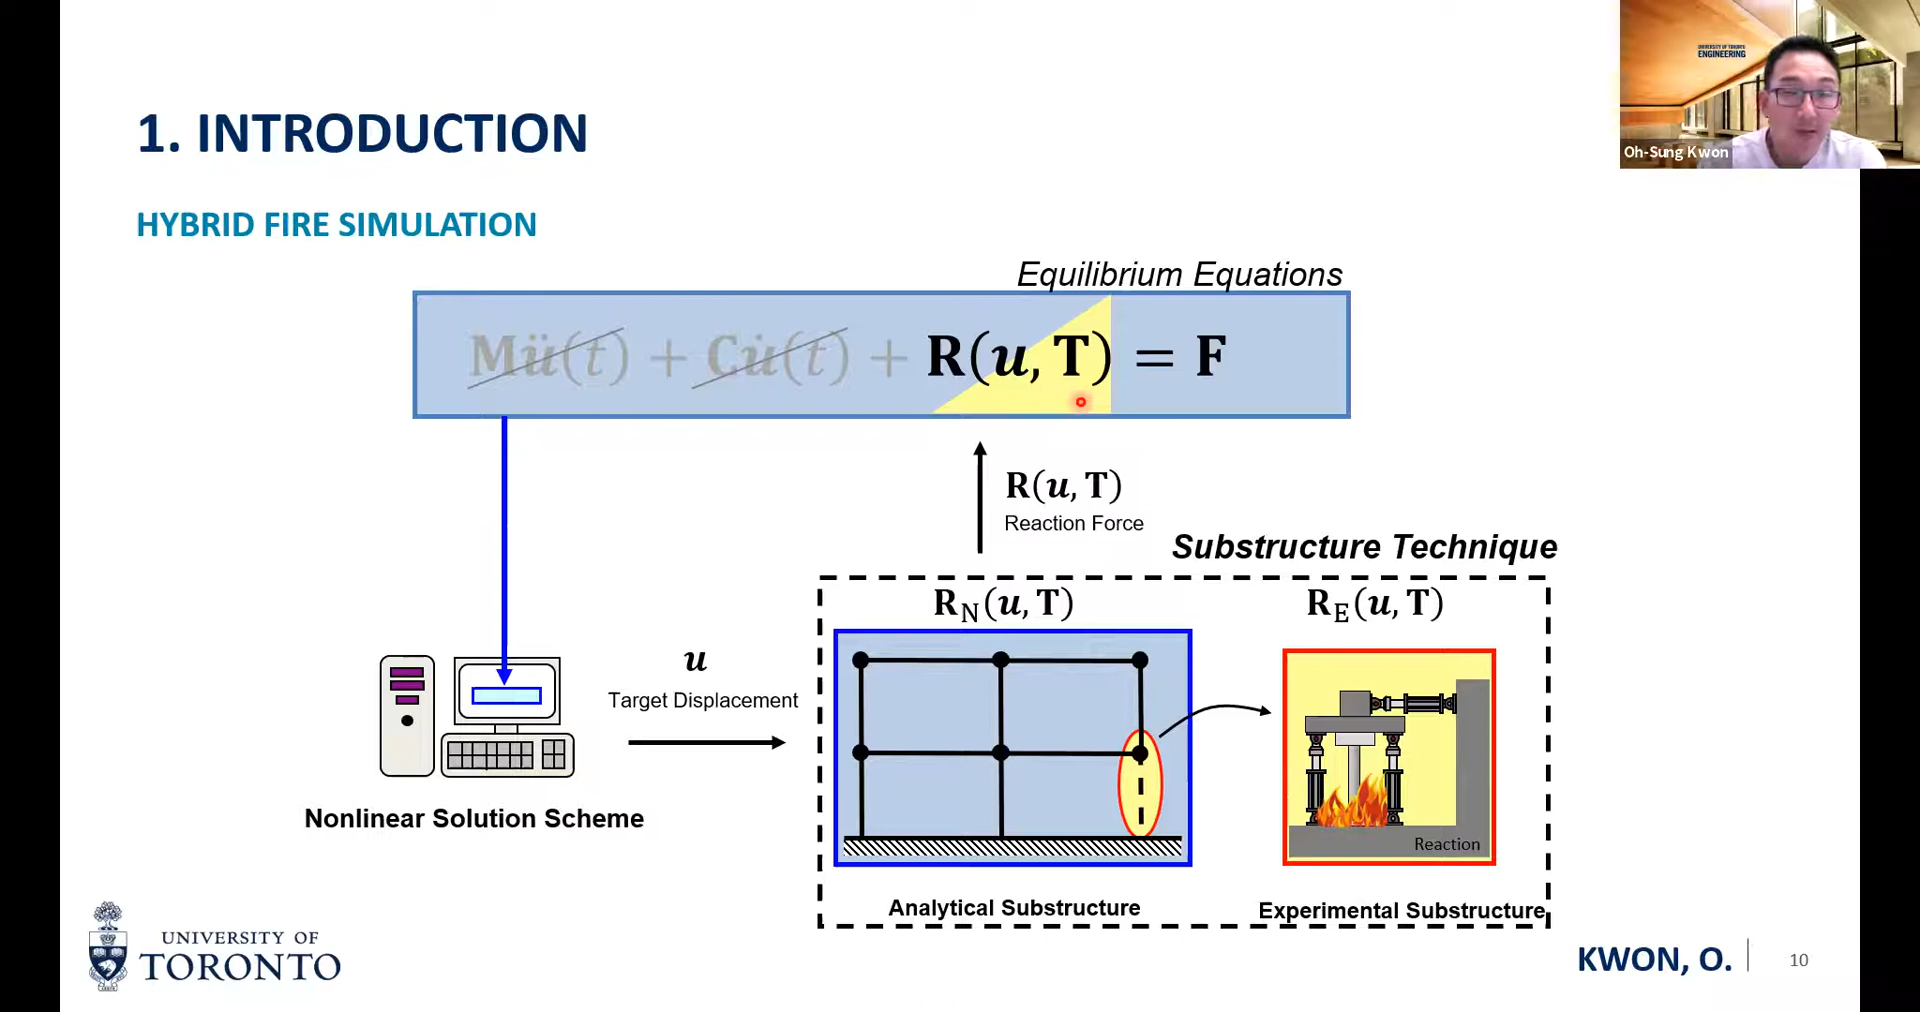 UNIVERSITY OF TORONTO
ENGINEERING
Oh-Sung Kwon
1. INTRODUCTION
HYBRID FIRE SIMULATION
Equilibrium Equations
Mü(t) + Cu̇(t) + R(u, T) = F
R(u, T)
Reaction Force
Substructure Technique
R_N(u, T)
R_E(u, T)
u
Target Displacement
Nonlinear Solution Scheme
Reaction
Analytical Substructure
Experimental Substructure
UNIVERSITY OF
TORONTO
KWON, O.
10